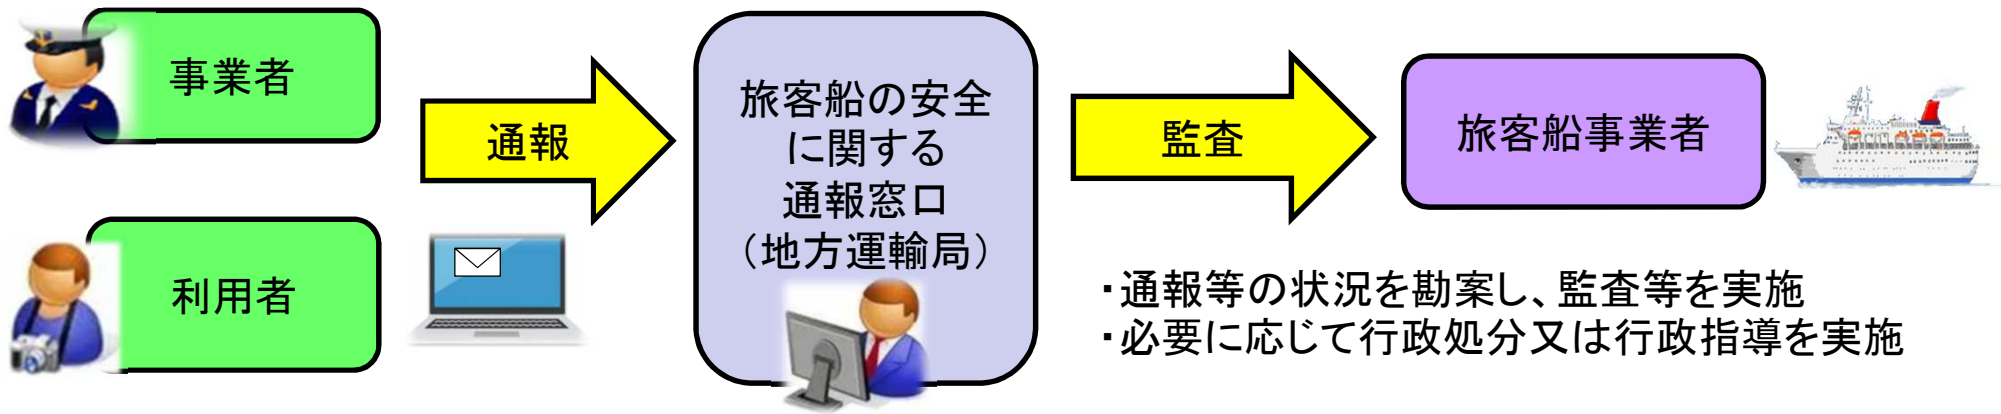 事業者
利用者
通報
旅客船の安全
に関する
通報窓口
（地方運輸局）
監査
旅客船事業者
・通報等の状況を勘案し、監査等を実施
・必要に応じて行政処分又は行政指導を実施